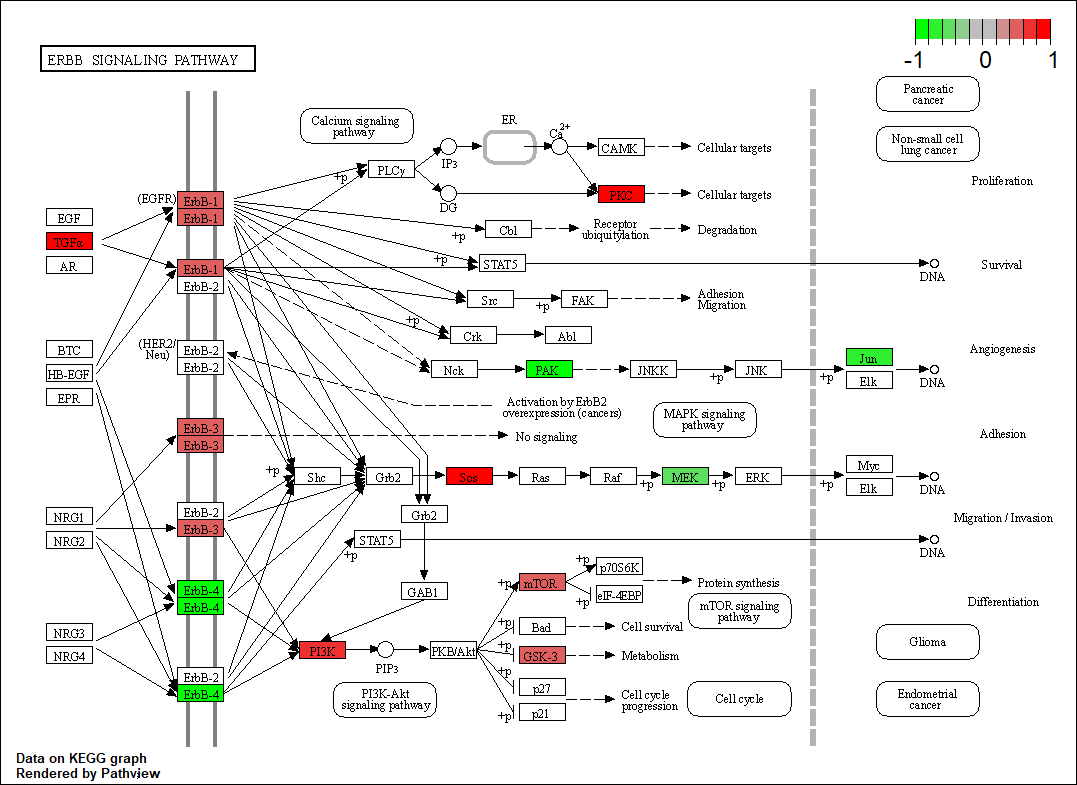 ERBB SIGNALING PATHWAY
-1 0 1
Pancreatic
cancer
Non-small cell
lung cancer
Calcium signaling
pathway
ER
Ca2+
IP3
CAMK
Cellular targets
PLCγ
+p
DG
PKC
Cellular targets
Proliferation
(EGFR)
ErbB-1
ErbB-1
EGF
TGFα
AR
Cbl
+p
Receptor
ubiquitylation
Degradation
ErbB-1
ErbB-2
+p
STAT5
DNA
Survival
Src
+p
FAK
Adhesion
Migration
+p
Crk
Abl
(HER2/
Neu)
ErbB-2
ErbB-2
BTC
HB-EGF
EPR
Nck
PAK
JNKK
+p
JNK
+p
Jun
Elk
DNA
Angiogenesis
Activation by ErbB2
overexpression (cancers)
MAPK signaling
pathway
ErbB-3
ErbB-3
No signaling
Adhesion
+p
Shc
Grb2
Sos
Ras
Raf
+p
MEK
+p
ERK
+p
Myc
Elk
DNA
NRG1
NRG2
ErbB-2
ErbB-3
Grb2
Migration / Invasion
STAT5
+p
DNA
ErbB-4
ErbB-4
GAB1
+p
mTOR
+p
p70S6K
+p
eIF-4EBP
Protein synthesis
mTOR signaling
pathway
Differentiation
NRG3
NRG4
+p
Bad
Cell survival
PI3K
PIP3
PKB/Akt
+p
GSK-3
Metabolism
Glioma
ErbB-2
ErbB-4
PI3K-Akt
signaling pathway
+p
p27
+p
p21
Cell cycle
progression
Cell cycle
Endometrial
cancer
Data on KEGG graph
Rendered by Pathview